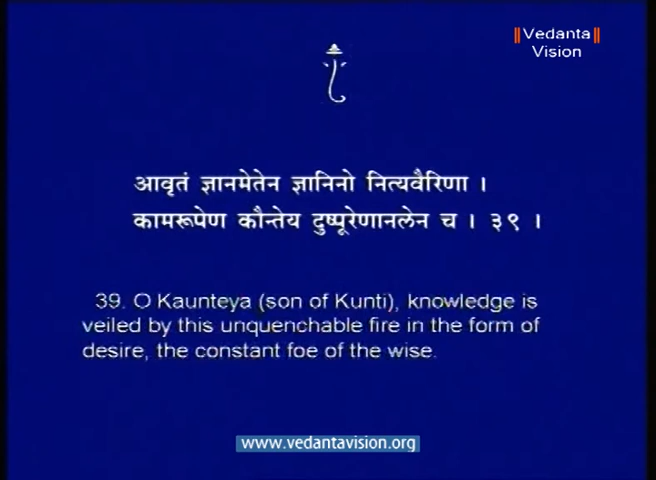 ॥Vedanta॥
Vision
आवृतं ज्ञानमेतेन ज्ञानिनो नित्यवैरिणा ।
कामरूपेण कौन्तेय दुष्पूरेणानलेन च । ३९ ।
39. O Kaunteya (son of Kunti), knowledge is
veiled by this unquenchable fire in the form of
desire, the constant foe of the wise.
www.vedantavision.org